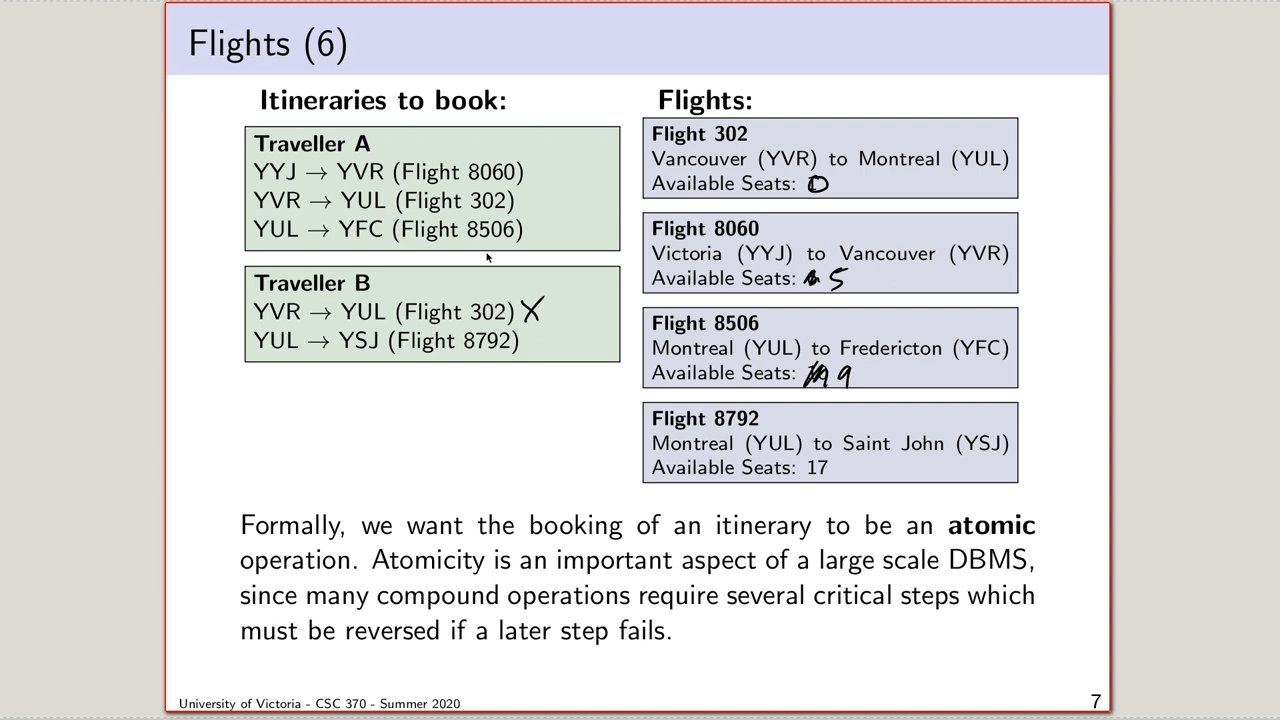 Flights (6)
Itineraries to book:
Traveller A
YYJ → YVR (Flight 8060)
YVR → YUL (Flight 302)
YUL → YFC (Flight 8506)
Traveller B
YVR → YUL (Flight 302) X
YUL → YSJ (Flight 8792)
Flights:
Flight 302
Vancouver (YVR) to Montreal (YUL)
Available Seats: 0
Flight 8060
Victoria (YYJ) to Vancouver (YVR)
Available Seats: 5
Flight 8506
Montreal (YUL) to Fredericton (YFC)
Available Seats: 9
Flight 8792
Montreal (YUL) to Saint John (YSJ)
Available Seats: 17
Formally, we want the booking of an itinerary to be an atomic
operation. Atomicity is an important aspect of a large scale DBMS,
since many compound operations require several critical steps which
must be reversed if a later step fails.
University of Victoria - CSC 370 - Summer 2020
7